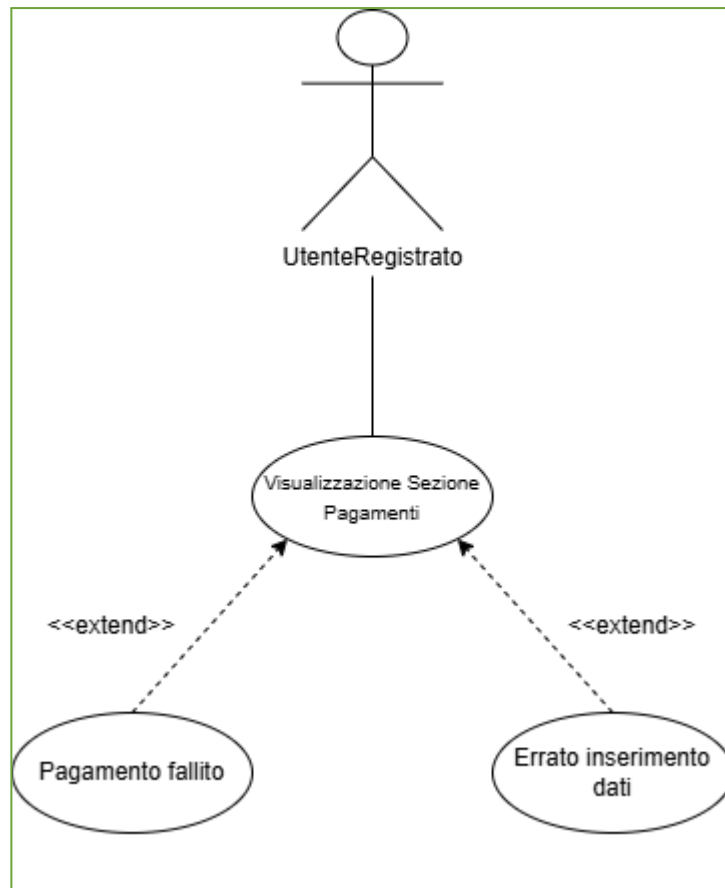 UtenteRegistrato
Visualizzazione Sezione
Pagamenti
<<extend>>
<<extend>>
Pagamento fallito
Errato inserimento
dati